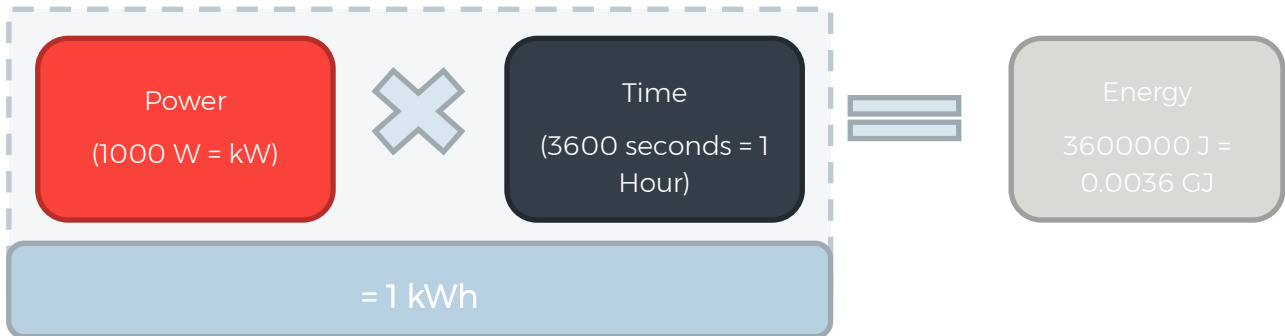 Power
(1000 W = kW)
Time
(3600 seconds = 1
Hour)
Energy
3600000 J =
0.0036 GJ
= 1 kWh